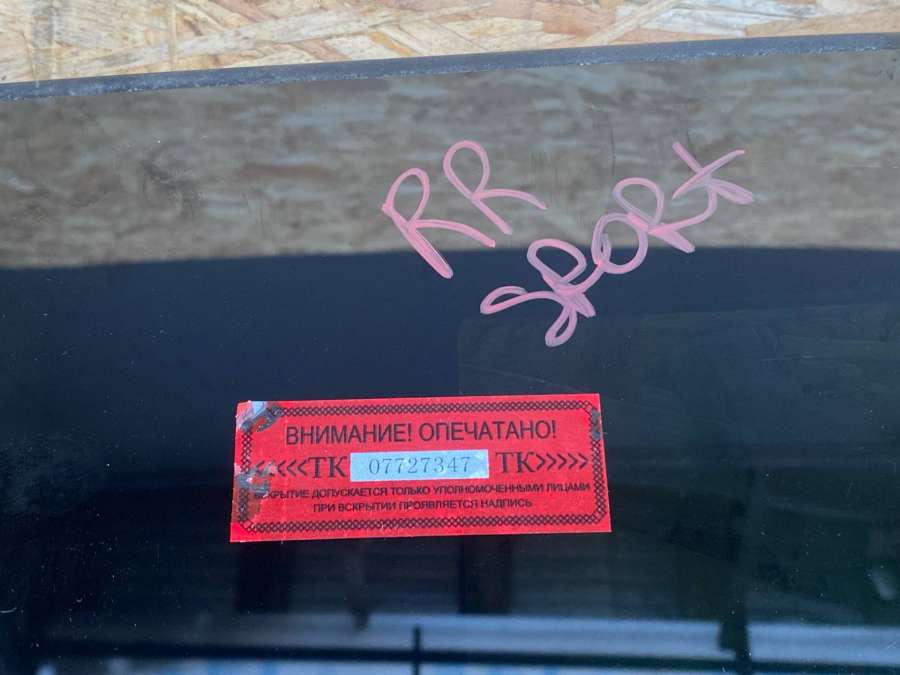 RR
SPORT
ВНИМАНИЕ! ОПЕЧАТАНО!
<<<<<ТК 07727347 ТК>>>>>
ВСКРЫТИЕ ДОПУСКАЕТСЯ ТОЛЬКО УПОЛНОМОЧЕННЫМИ ЛИЦАМИ
ПРИ ВСКРЫТИИ ПРОЯВЛЯЕТСЯ НАДПИСЬ